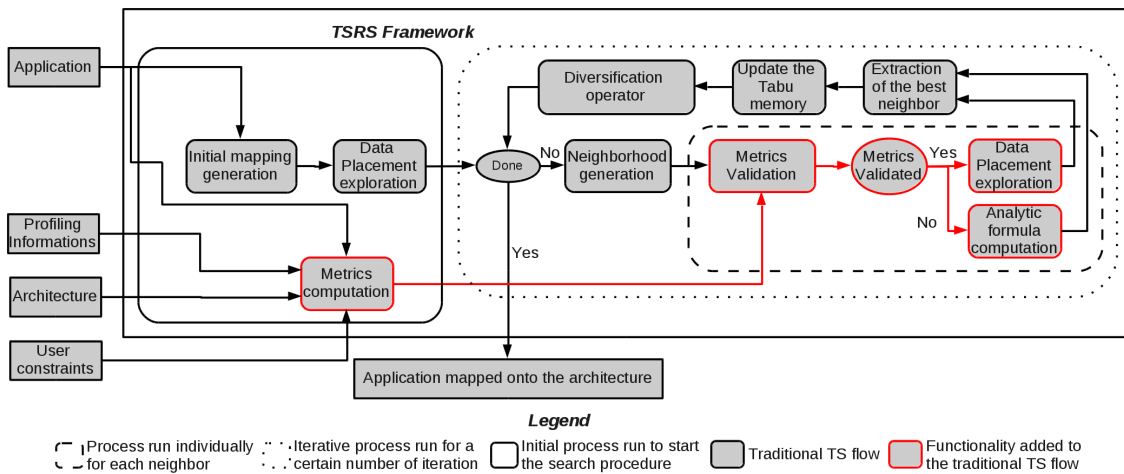 TSRS Framework
Application
Initial mapping
generation
Data
Placement
exploration
Profiling
Informations
Architecture
User
constraints
Metrics
computation
Diversification
operator
Update the
Tabu
memory
Extraction
of the best
neighbor
Done
No
Neighborhood
generation
Metrics
Validation
Metrics
Validated
Yes
Data
Placement
exploration
No
Analytic
formula
computation
Yes
Application mapped onto the architecture
Legend
Process run individually
for each neighbor
Iterative process run for a
certain number of iteration
Initial process run to start
the search procedure
Traditional TS flow
Functionality added to
the traditional TS flow